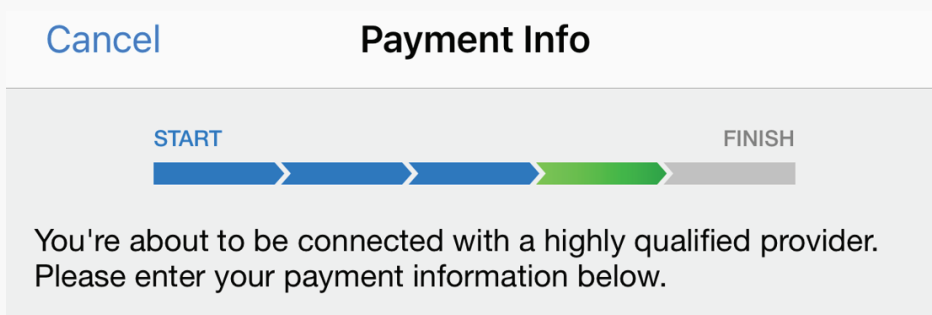 Cancel
Payment Info
START
FINISH
You're about to be connected with a highly qualified provider.
Please enter your payment information below.